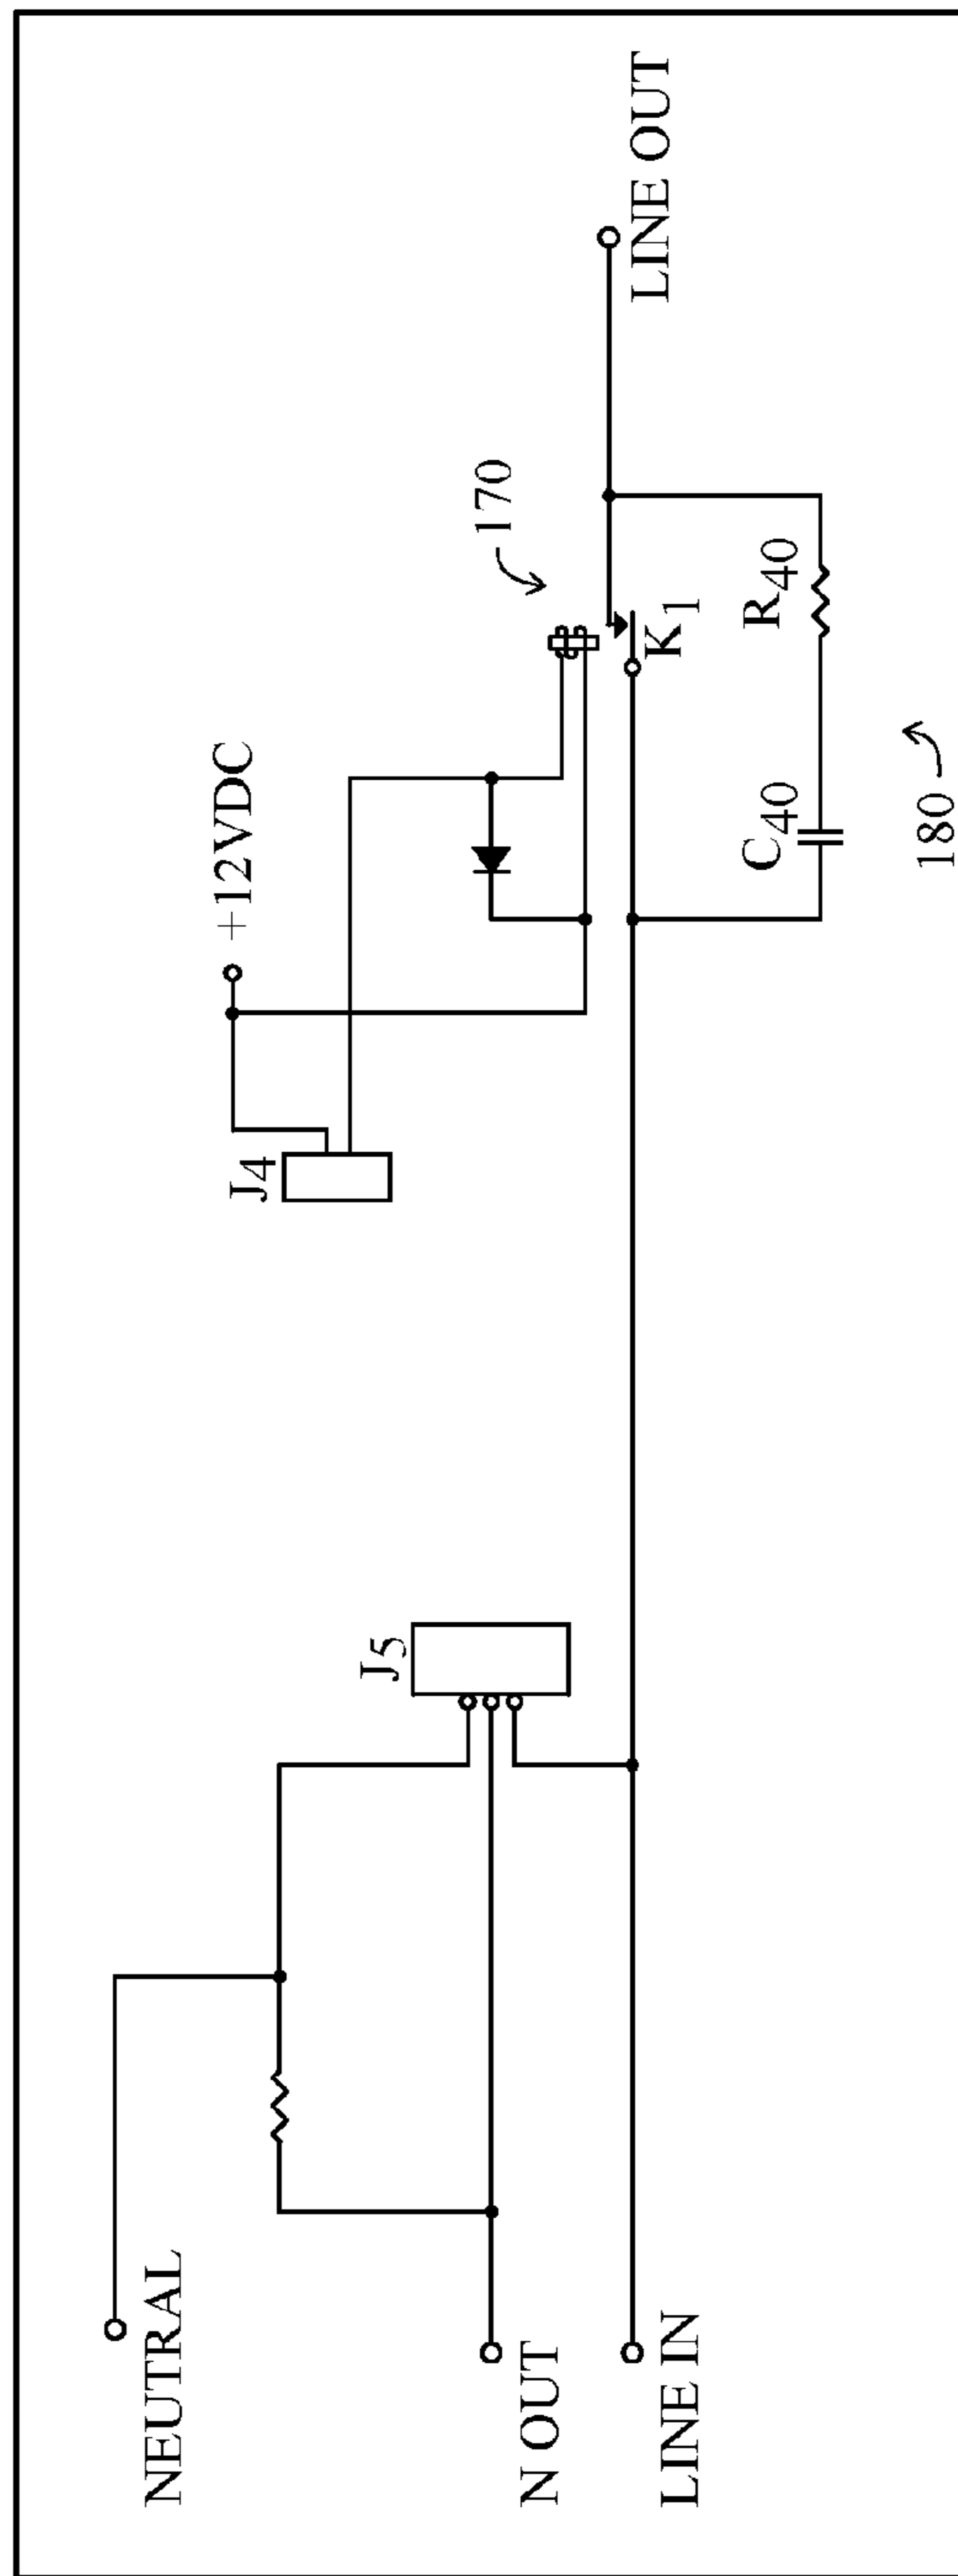 NEUTRAL
N OUT
LINE IN
J5
J4
+12VDC
170
K1
C40
R40
180
LINE OUT